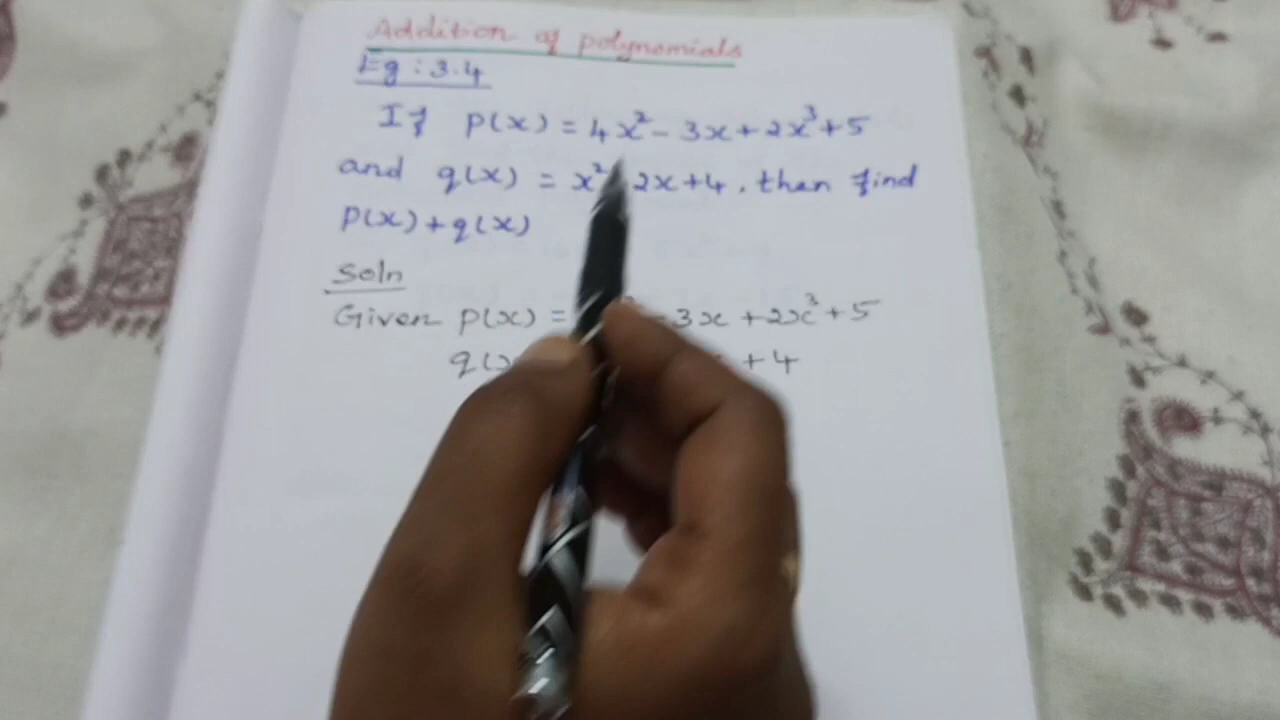 Addition of polynomials
Eg : 3.4
If p(x) = 4x² - 3x + 2x³ + 5
and q(x) = x² 2x + 4, then find
P(x) + q(x)
Soln
Given p(x) = - 3x + 2x³ + 5
q( + 4